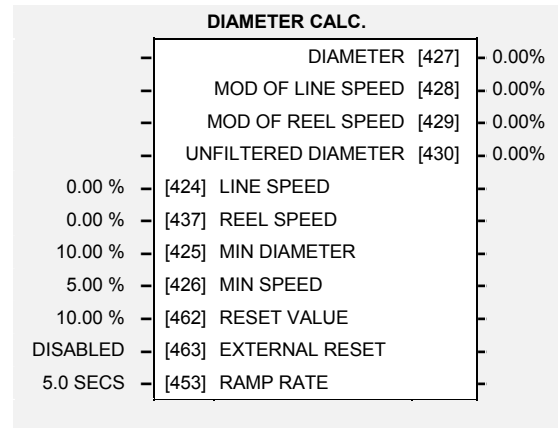 DIAMETER CALC.
DIAMETER [427] 0.00%
MOD OF LINE SPEED [428] 0.00%
MOD OF REEL SPEED [429] 0.00%
UNFILTERED DIAMETER [430] 0.00%
0.00 % [424] LINE SPEED
0.00 % [437] REEL SPEED
10.00 % [425] MIN DIAMETER
5.00 % [426] MIN SPEED
10.00 % [462] RESET VALUE
DISABLED [463] EXTERNAL RESET
5.0 SECS [453] RAMP RATE